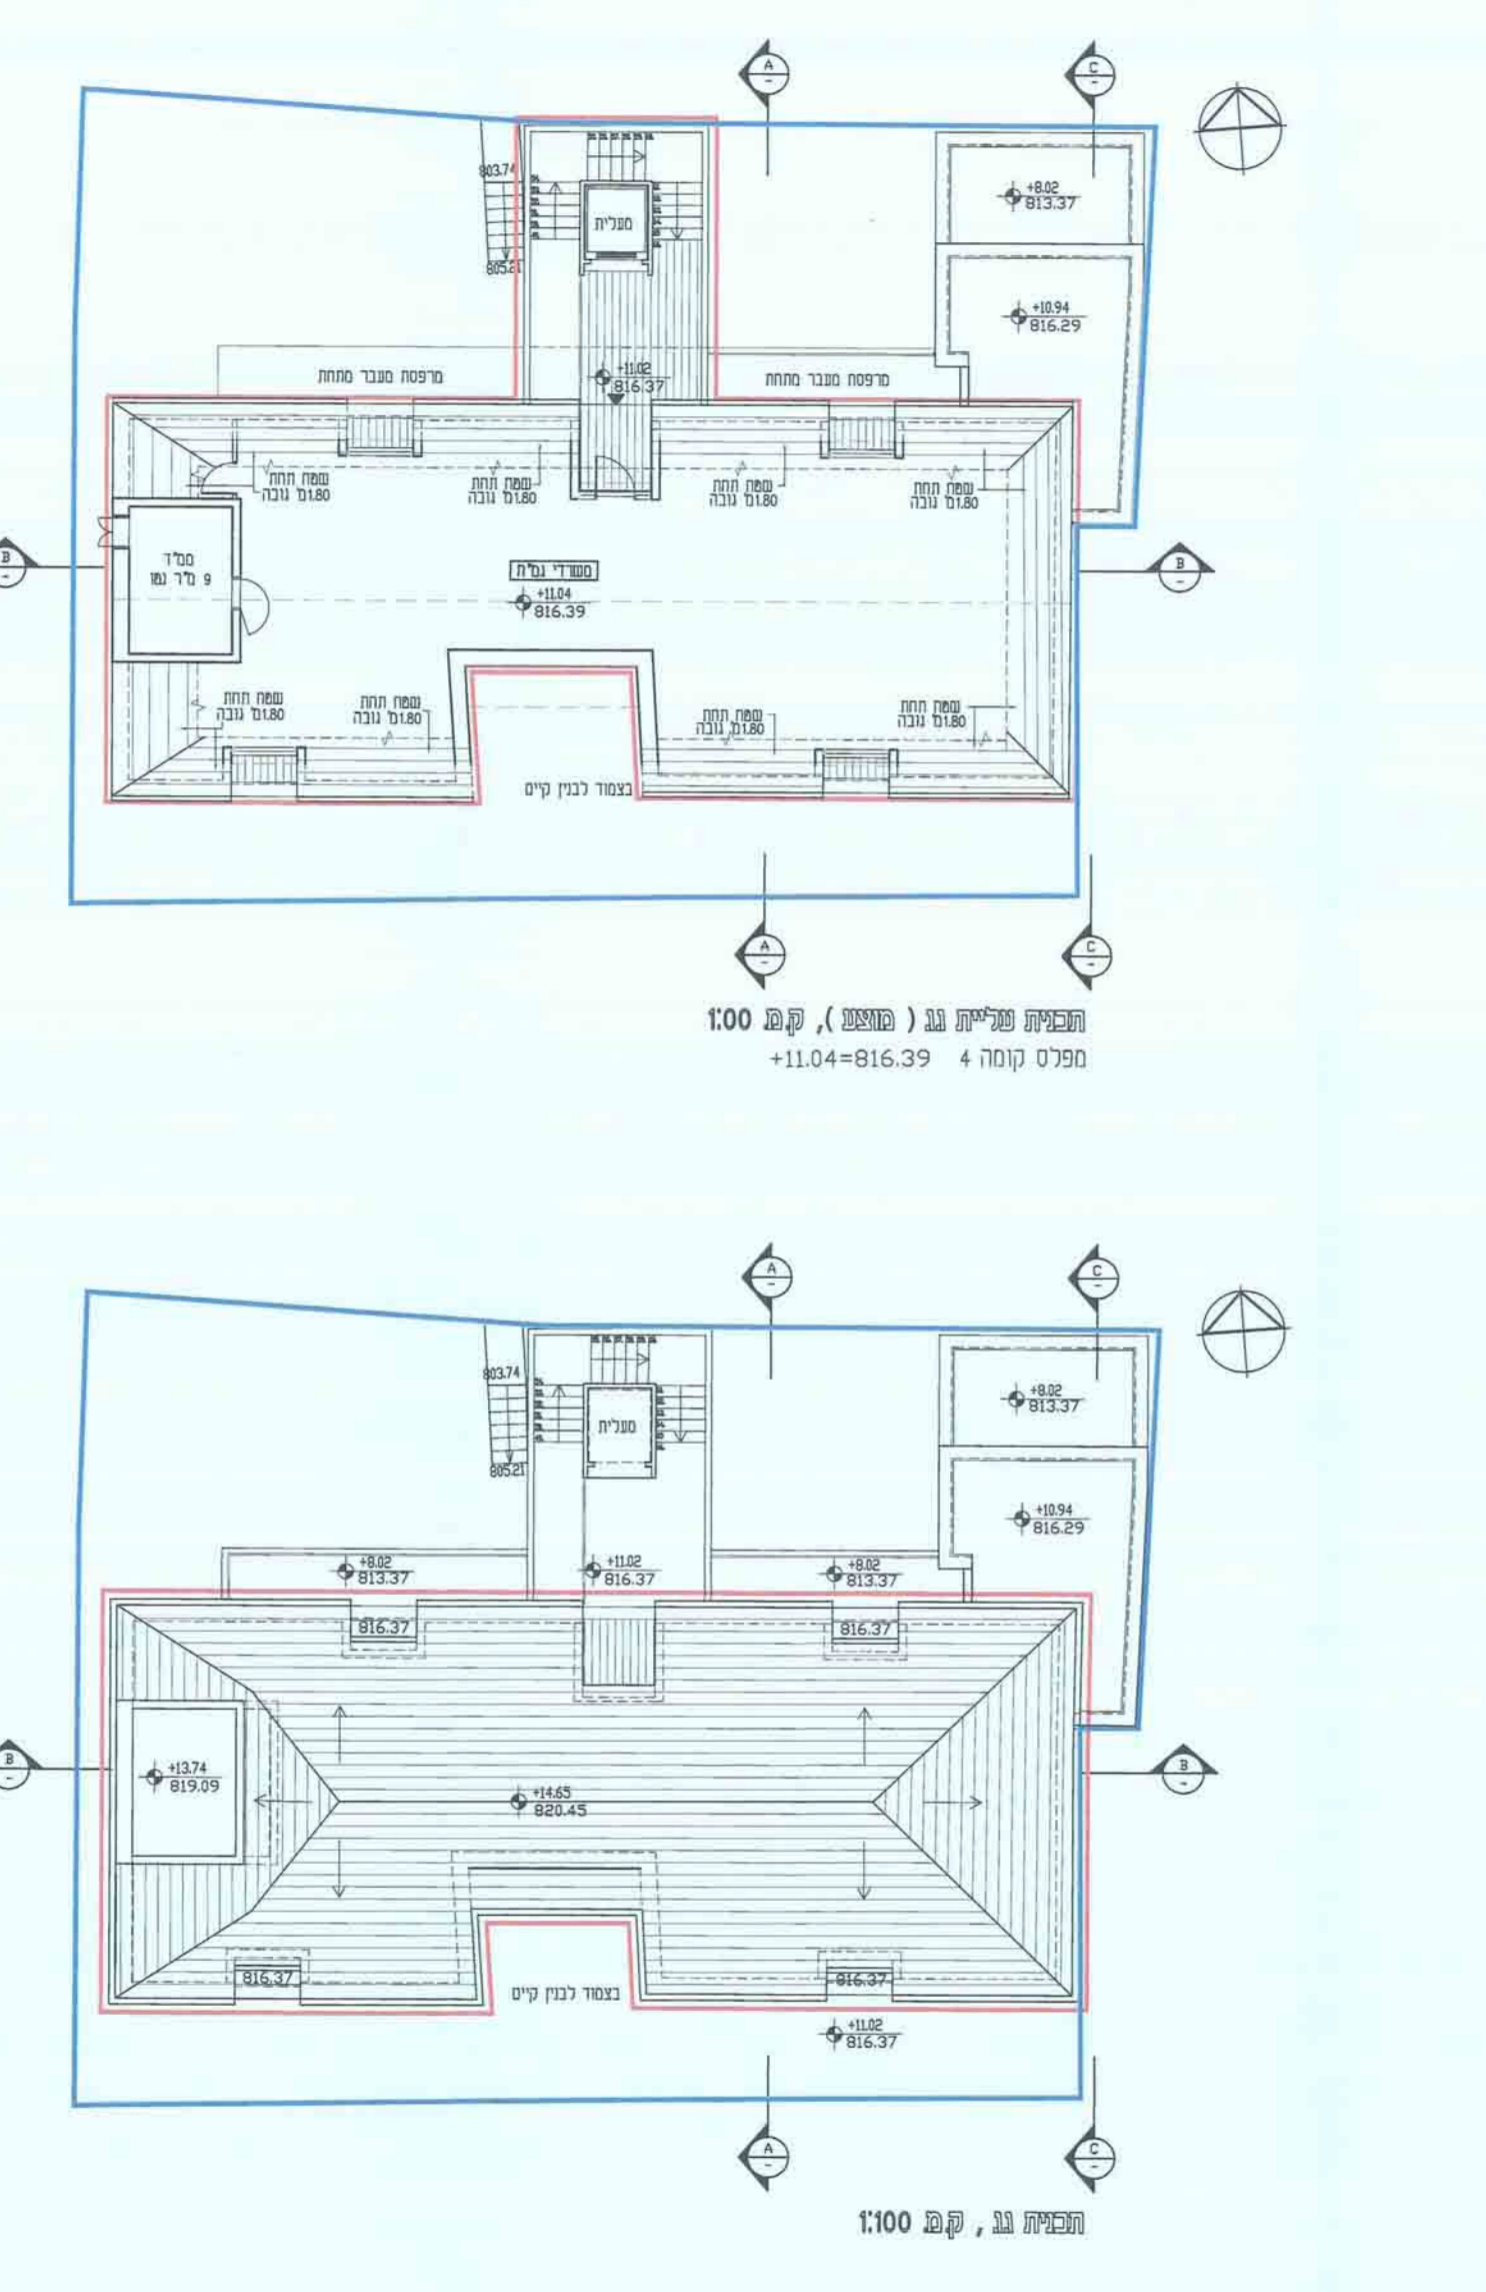 A
C
803.74
מעלית
+8.02
813.37
805.21
+10.94
816.29
מרפסת מעבר מתחת
+11.02
816.37
מרפסת מעבר מתחת
שטח תחת
1.80מ' גובה
שטח תחת
1.80מ' גובה
שטח תחת
1.80מ' גובה
שטח תחת
1.80מ' גובה
B
ממ"ד
9 מ"ר נטו
משרדי גמ"ח
+11.04
816.39
B
שטח תחת
1.80מ' גובה
שטח תחת
1.80מ' גובה
שטח תחת
1.80מ' גובה
שטח תחת
1.80מ' גובה
בצמוד לבנין קיים
A
C
תכנית עליית גג ( מוצע ), ק.מ. 1:00
מפלס קומה 4 +11.04=816.39
A
C
803.74
מעלית
+8.02
813.37
805.21
+10.94
816.29
+8.02
813.37
+11.02
816.37
+8.02
813.37
816.37
816.37
B
+13.74
819.09
+14.65
820.45
B
816.37
816.37
בצמוד לבנין קיים
+11.02
816.37
A
C
תכנית גג , ק.מ. 1:100